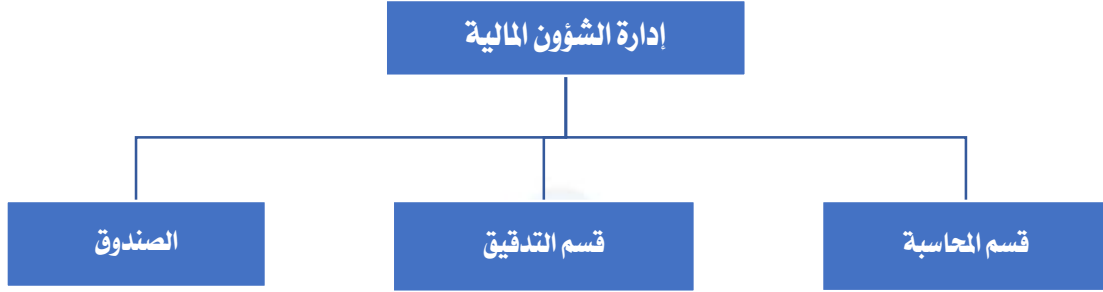 إدارة الشؤون المالية
قسم المحاسبة
قسم التدقيق
الصندوق